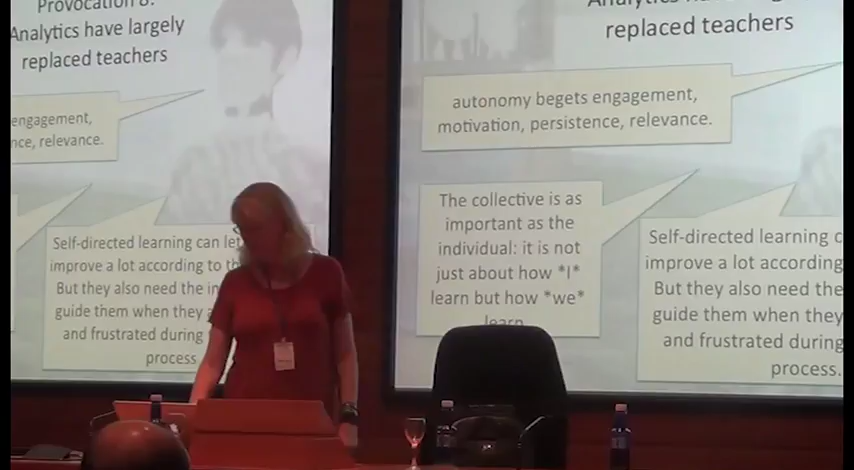 Provocation 8:
Analytics have largely
replaced teachers
engagement,
nce, relevance.
Self-directed learning can let
improve a lot according to th
But they also need the in
guide them when they
and frustrated during
process
replaced teachers
autonomy begets engagement,
motivation, persistence, relevance.
The collective is as
important as the
individual: it is not
just about how *I*
learn but how *we*
learn
Self-directed learning c
improve a lot according
But they also need the
guide them when they
and frustrated during
process.